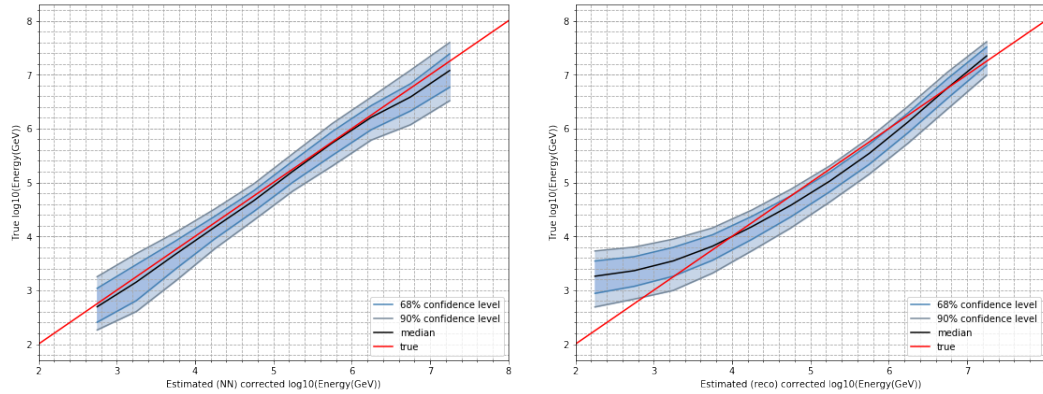 True log10(Energy(GeV))
8
7
6
5
4
3
2
68% confidence level
90% confidence level
median
true
2 3 4 5 6 7 8
Estimated (NN) corrected log10(Energy(GeV))
True log10(Energy(GeV))
8
7
6
5
4
3
2
68% confidence level
90% confidence level
median
true
2 3 4 5 6 7
Estimated (reco) corrected log10(Energy(GeV))